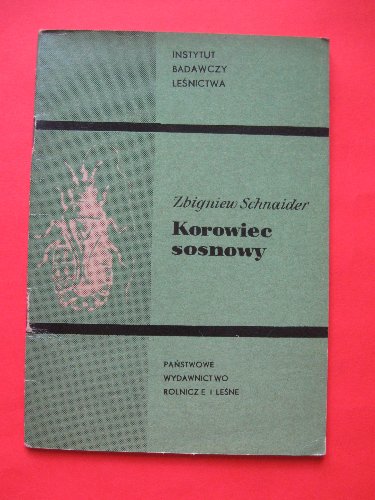 INSTYTUT
BADAWCZY
LEŚNICTWA
Zbigniew Schnaider
Korowiec
sosnowy
PAŃSTWOWE
WYDAWNICTWO
ROLNICZE I LEŚNE